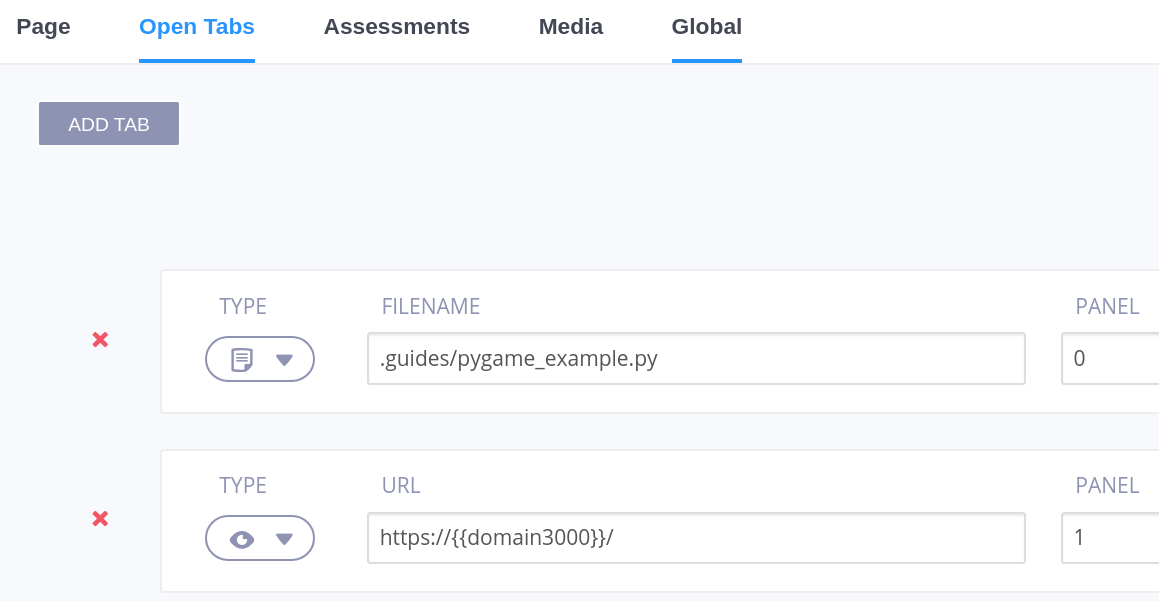 Page Open Tabs Assessments Media Global
ADD TAB
TYPE FILENAME PANEL
.guides/pygame_example.py 0
TYPE URL PANEL
https://{{domain3000}}/ 1